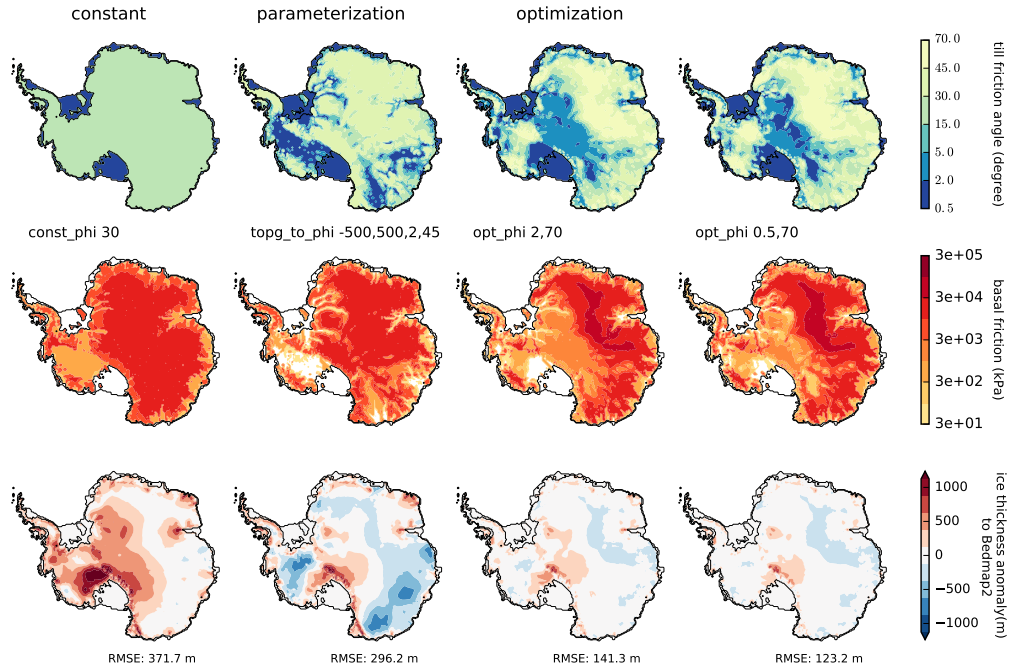 constant parameterization optimization
70.0
45.0
30.0
15.0
5.0
2.0
0.5
till friction angle (degree)
const_phi 30 topg_to_phi -500,500,2,45 opt_phi 2,70 opt_phi 0.5,70
3e+05
3e+04
3e+03
3e+02
3e+01
basal friction (kPa)
1000
500
0
−500
−1000
ice thickness anomaly(m)
to Bedmap2
RMSE: 371.7 m RMSE: 296.2 m RMSE: 141.3 m RMSE: 123.2 m